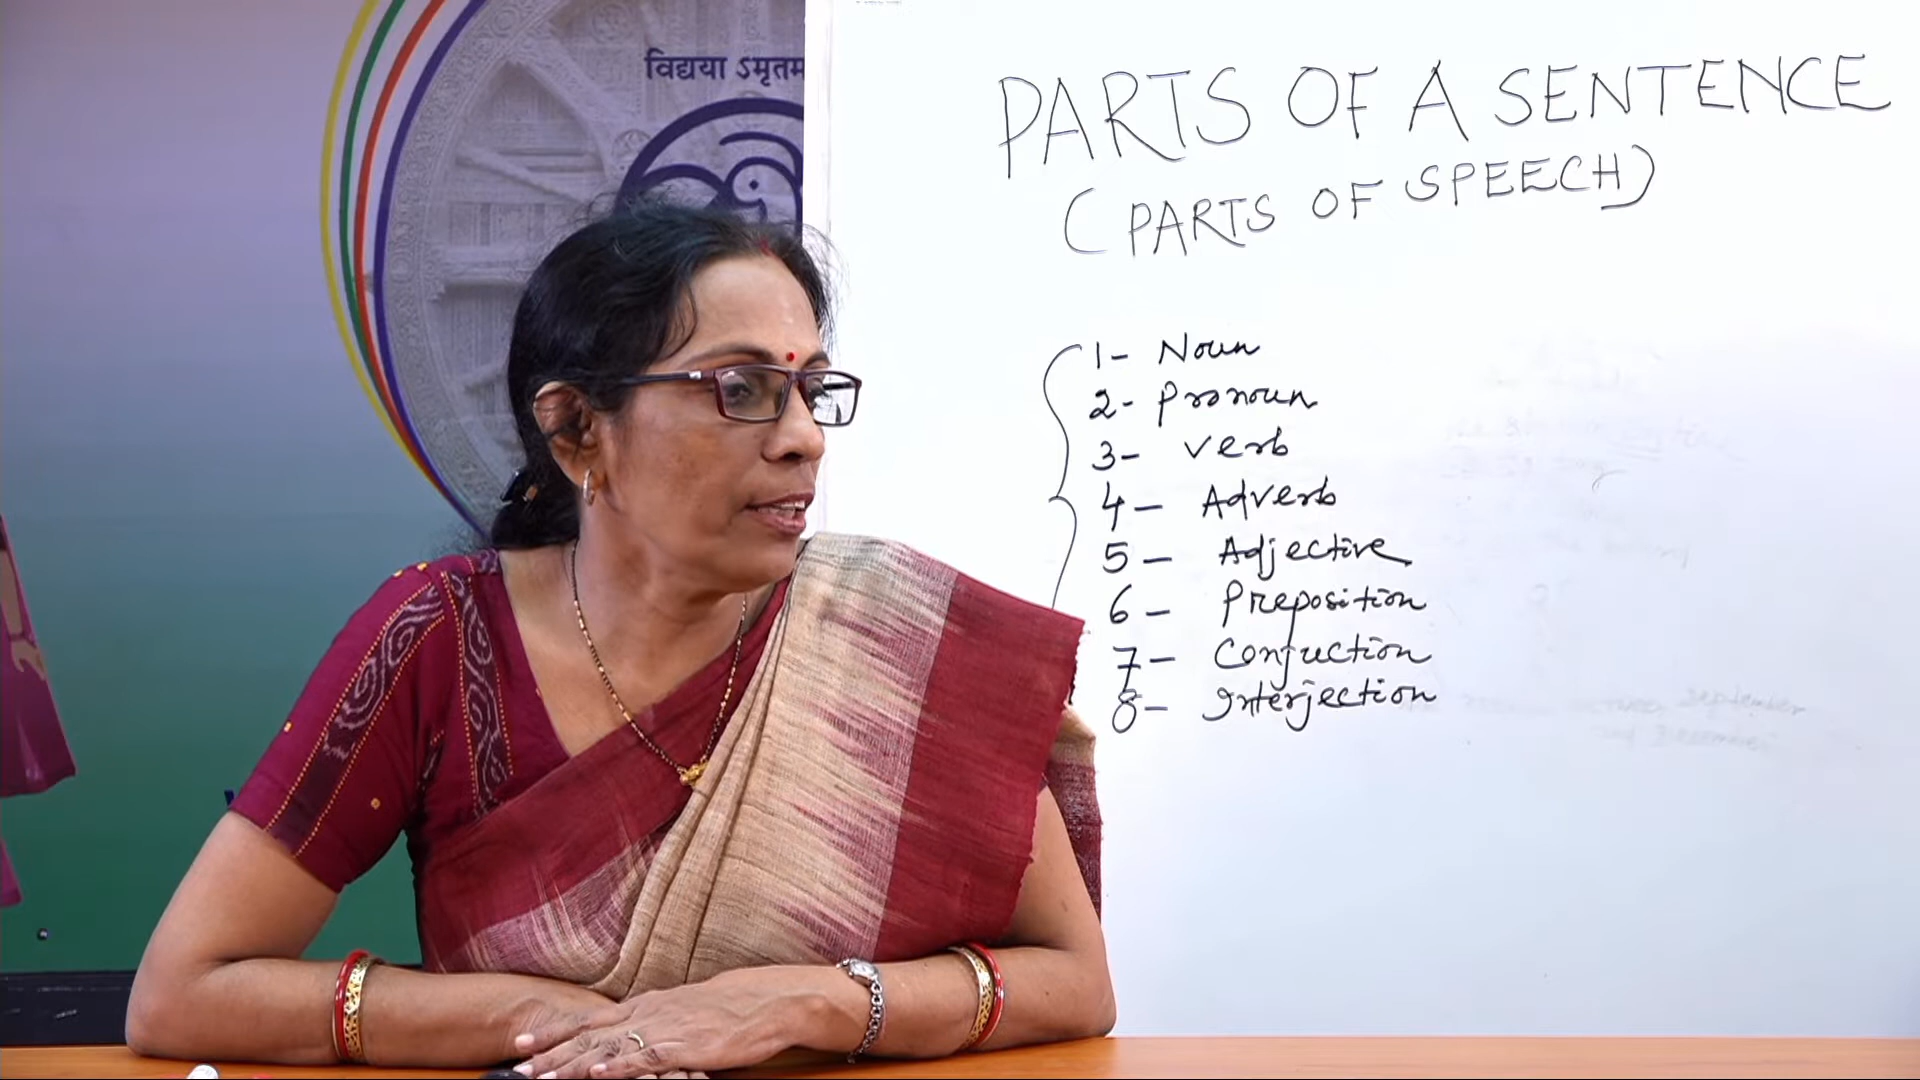 विद्यया ऽमृतम
PARTS OF A SENTENCE
(PARTS OF SPEECH)
1- Noun
2- Pronoun
3- verb
4- Adverb
5- Adjective
6- Preposition
7- Conjuction
8- Interjection